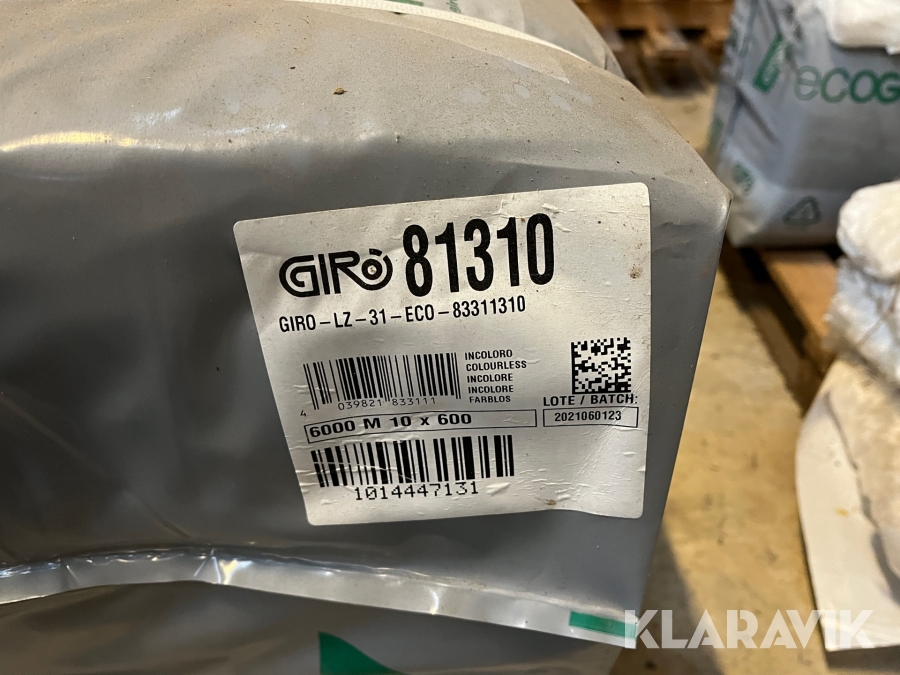 ecoG
GIRÒ 81310
GIRO-LZ-31-ECO-83311310
INCOLORO
COLOURLESS
INCOLORE
INCOLORE
FARBLOS
4 039821 833111
LOTE / BATCH:
6000 M 10 x 600
2021060123
1014447131
KLARAVIK